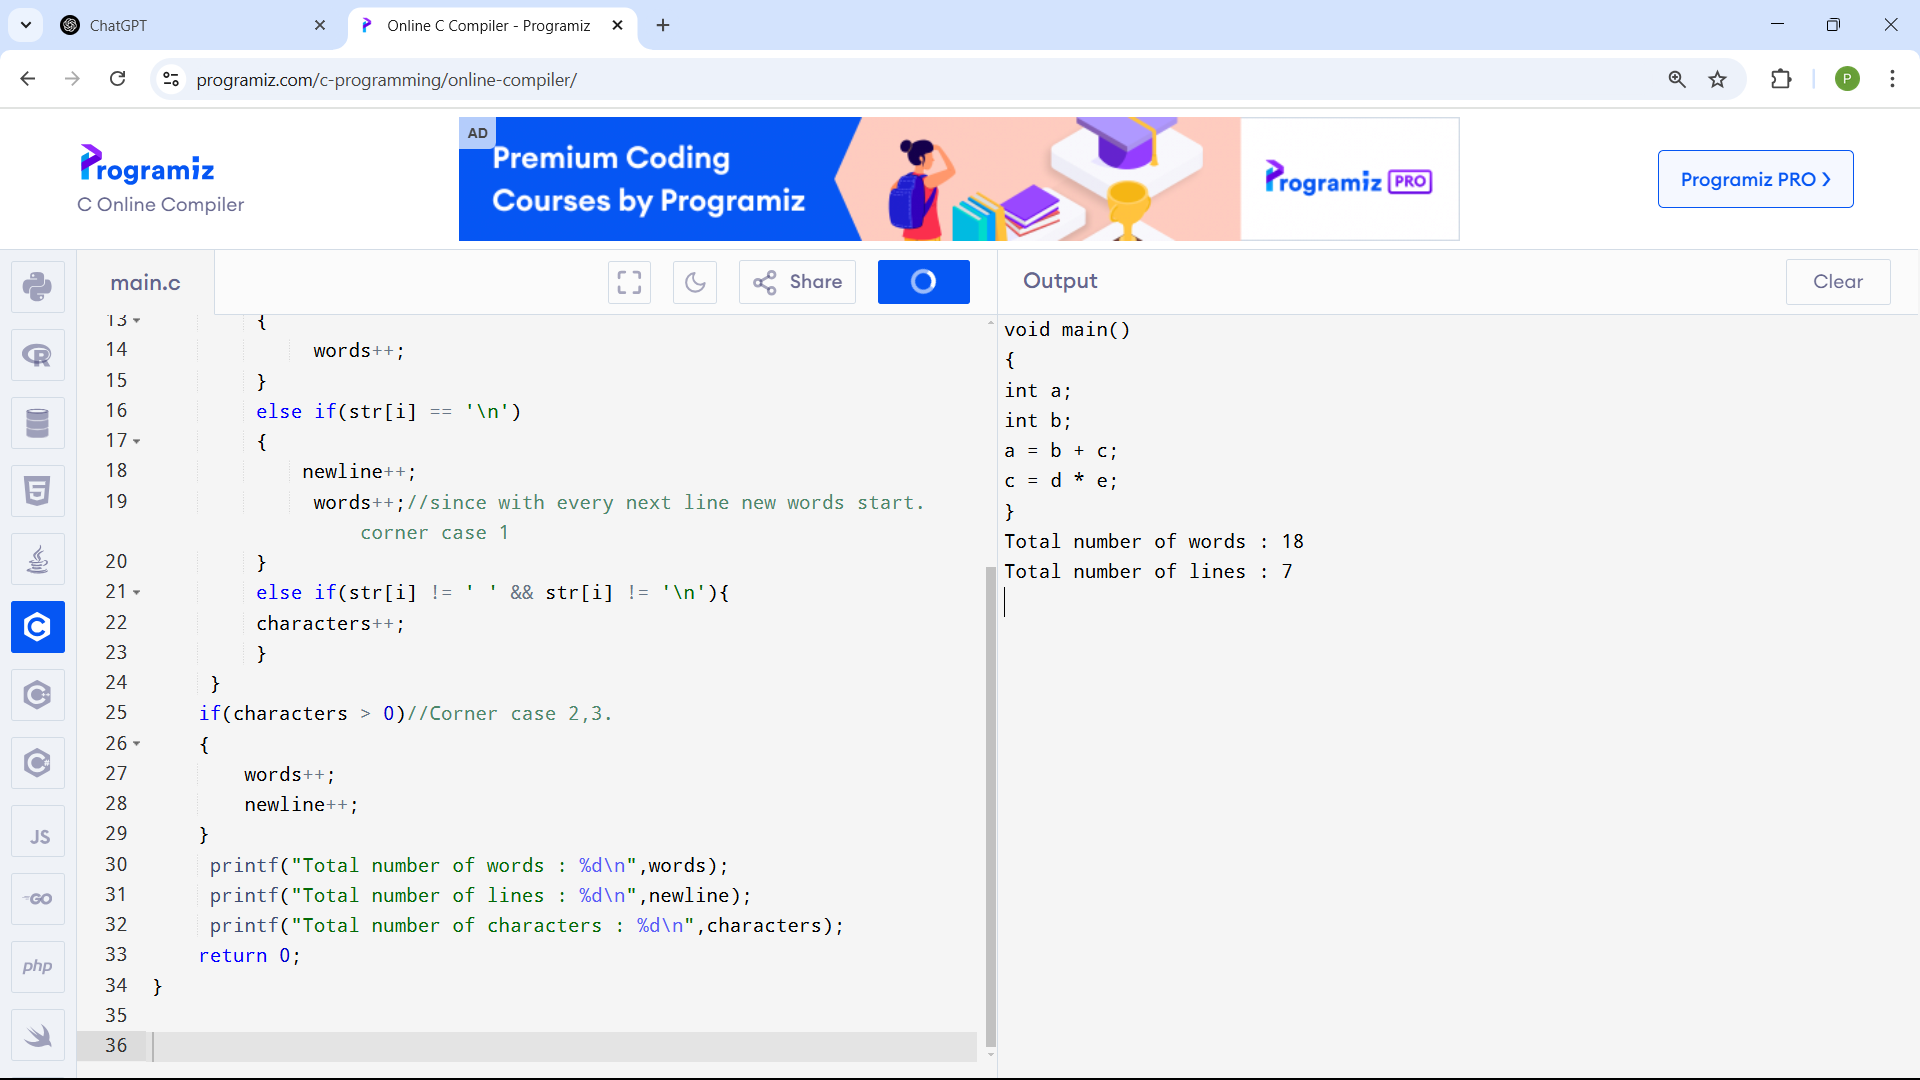 ChatGPT
Online C Compiler - Programiz
programiz.com/c-programming/online-compiler/
P
AD
Premium Coding
Courses by Programiz
Programiz PRO
Programiz
C Online Compiler
Programiz PRO
main.c
Share
Output
Clear
13 {
14 words++;
15 }
16 else if(str[i] == '\n')
17 {
18 newline++;
19 words++;//since with every next line new words start.
corner case 1
20 }
21 else if(str[i] != ' ' && str[i] != '\n'){
22 characters++;
23 }
24 }
25 if(characters > 0)//Corner case 2,3.
26 {
27 words++;
28 newline++;
29 }
30 printf("Total number of words : %d\n",words);
31 printf("Total number of lines : %d\n",newline);
32 printf("Total number of characters : %d\n",characters);
33 return 0;
34 }
35
36
void main()
{
int a;
int b;
a = b + c;
c = d * e;
}
Total number of words : 18
Total number of lines : 7
R
5
C
C
C#
JS
GO
php